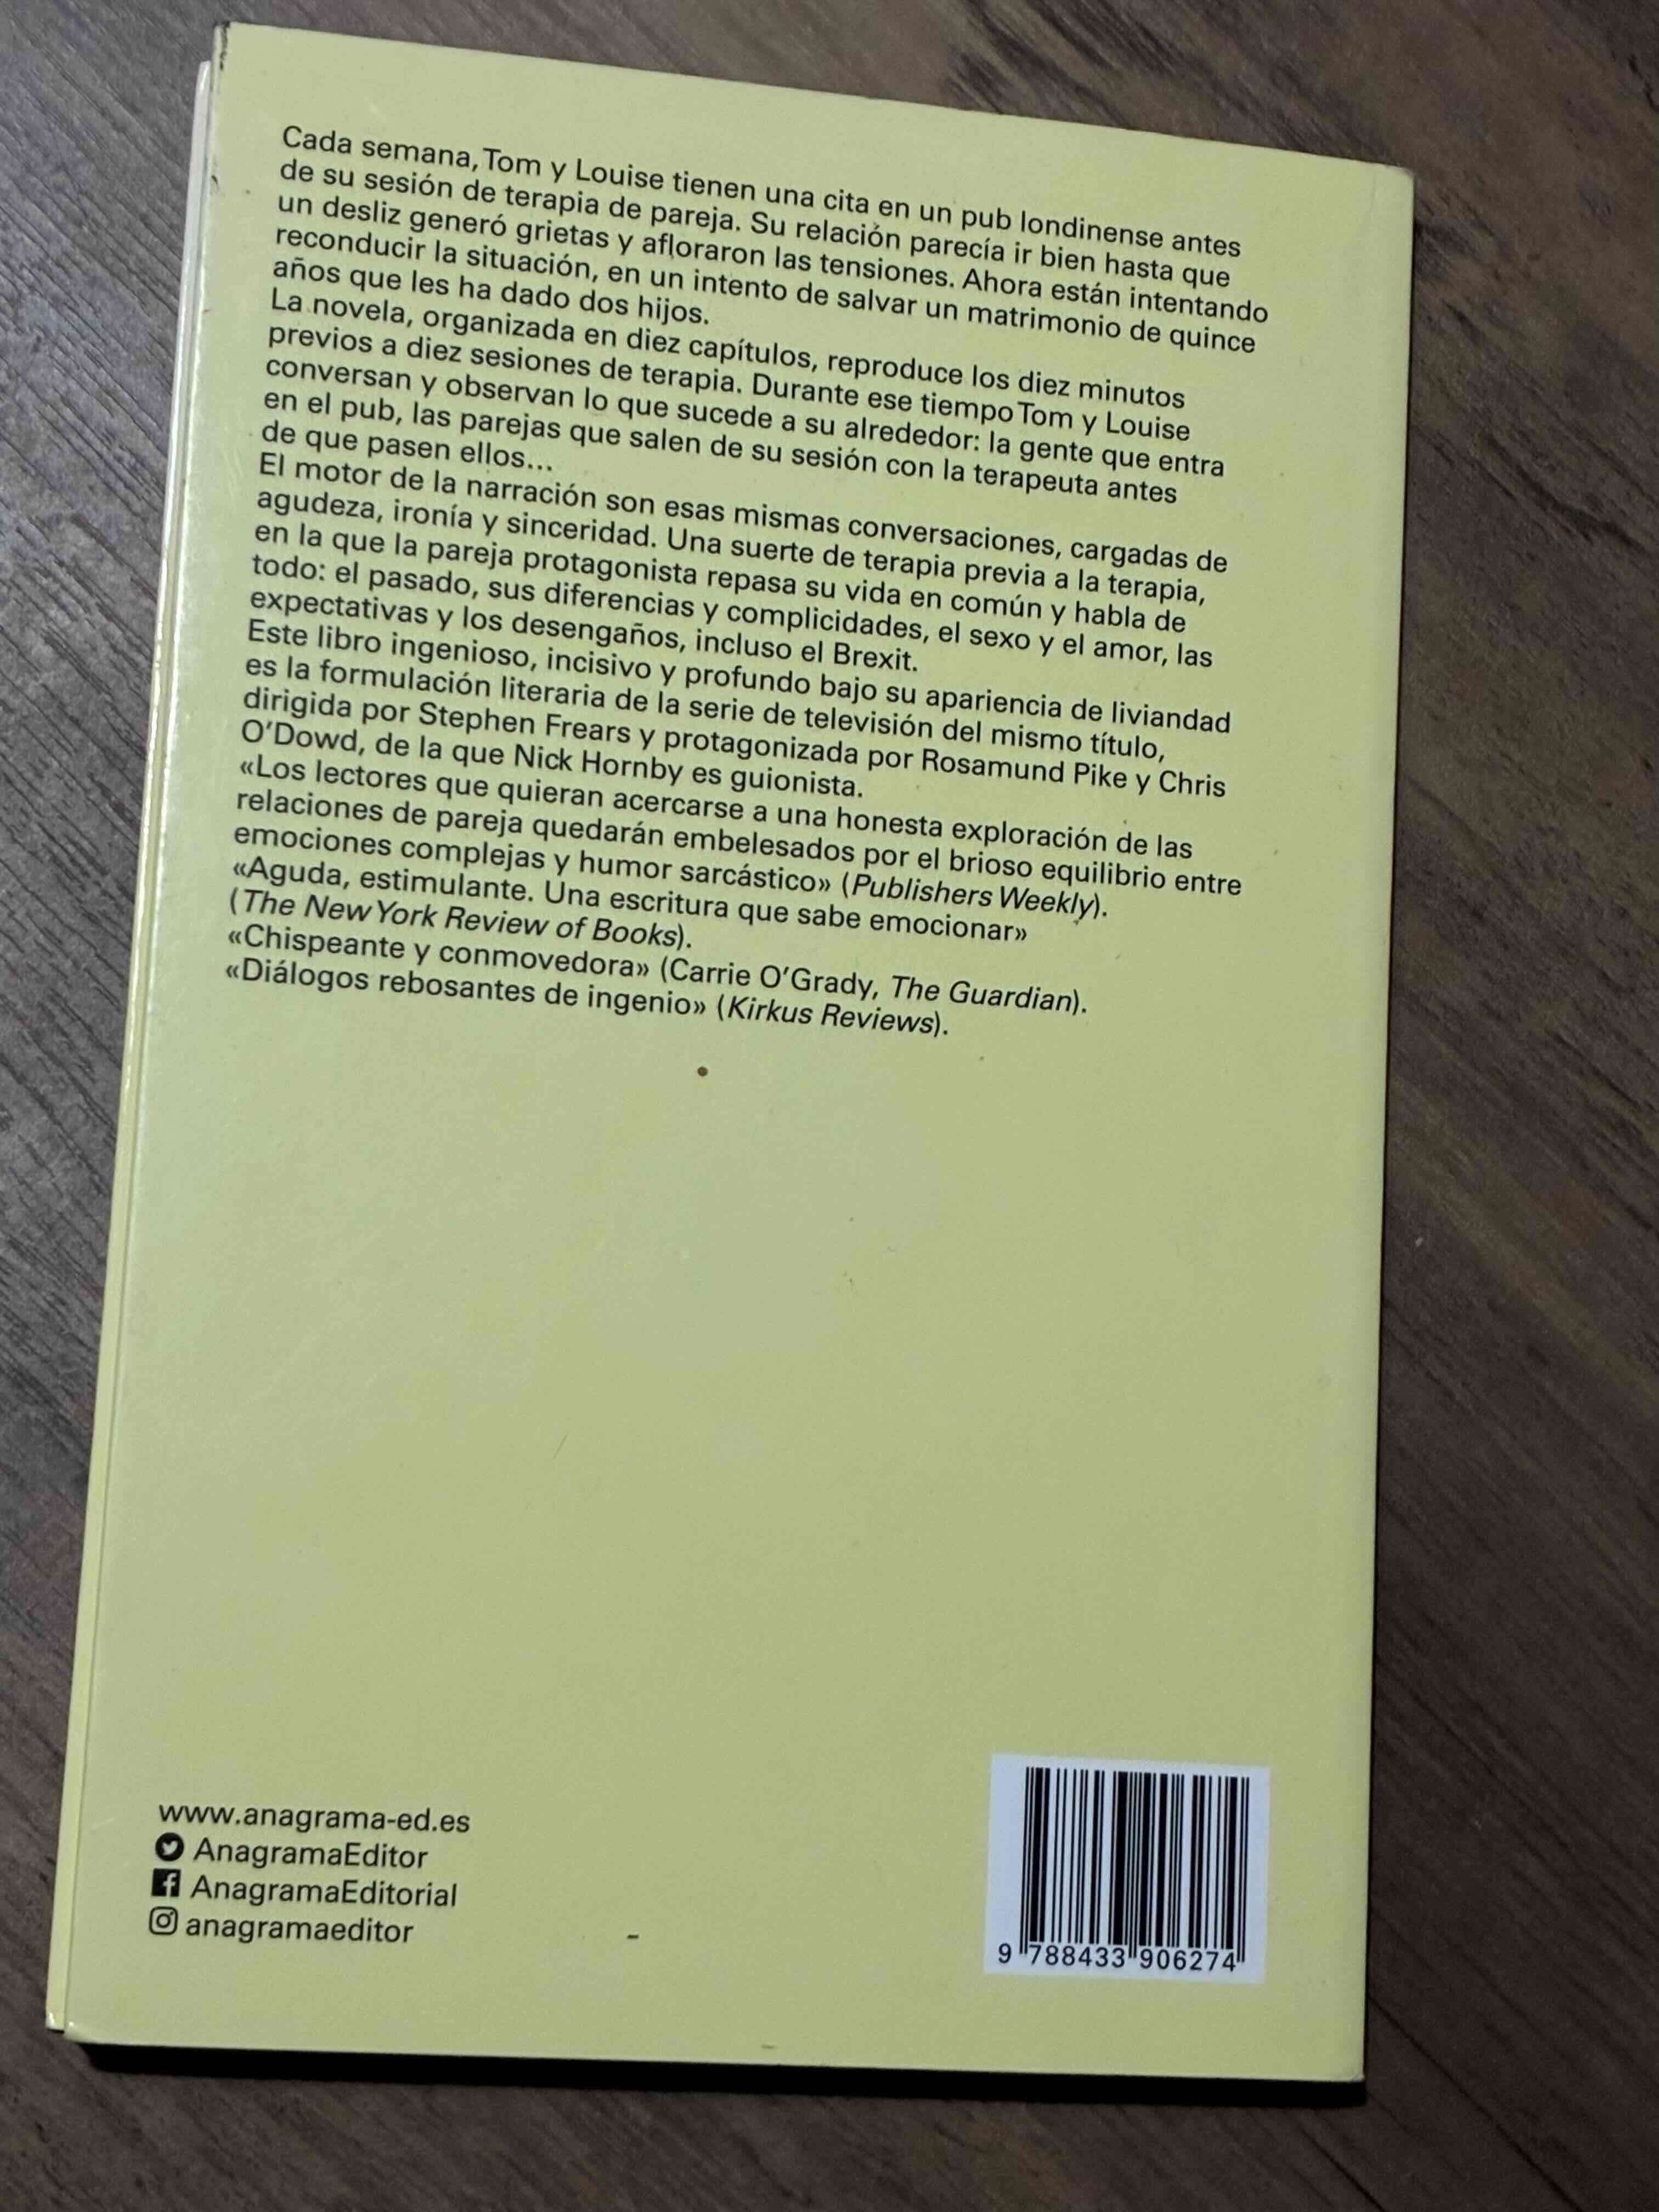 Cada semana, Tom y Louise tienen una cita en un pub londinense antes
de su sesión de terapia de pareja. Su relación parecía ir bien hasta que
un desliz generó grietas y afloraron las tensiones. Ahora están intentando
reconducir la situación, en un intento de salvar un matrimonio de quince
años que les ha dado dos hijos.
La novela, organizada en diez capítulos, reproduce los diez minutos
previos a diez sesiones de terapia. Durante ese tiempo Tom y Louise
conversan y observan lo que sucede a su alrededor: la gente que entra
en el pub, las parejas que salen de su sesión con la terapeuta antes
de que pasen ellos...
El motor de la narración son esas mismas conversaciones, cargadas de
agudeza, ironía y sinceridad. Una suerte de terapia previa a la terapia,
en la que la pareja protagonista repasa su vida en común y habla de
todo: el pasado, sus diferencias y complicidades, el sexo y el amor, las
expectativas y los desengaños, incluso el Brexit.
Este libro ingenioso, incisivo y profundo bajo su apariencia de liviandad
es la formulación literaria de la serie de televisión del mismo título,
dirigida por Stephen Frears y protagonizada por Rosamund Pike y Chris
O'Dowd, de la que Nick Hornby es guionista.
«Los lectores que quieran acercarse a una honesta exploración de las
relaciones de pareja quedarán embelesados por el brioso equilibrio entre
emociones complejas y humor sarcástico» (Publishers Weekly).
«Aguda, estimulante. Una escritura que sabe emocionar»
(The New York Review of Books).
«Chispeante y conmovedora» (Carrie O'Grady, The Guardian).
«Diálogos rebosantes de ingenio» (Kirkus Reviews).
www.anagrama-ed.es
AnagramaEditor
AnagramaEditorial
anagramaeditor
9 788433 906274